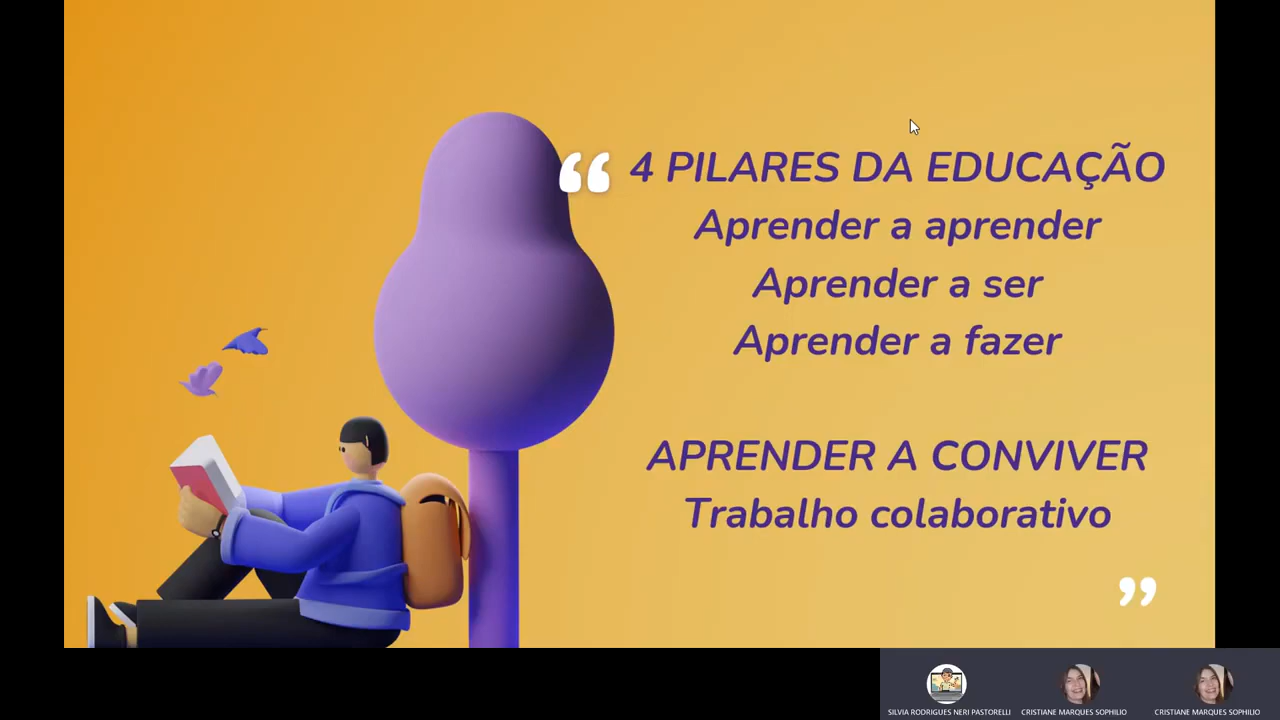 “ 4 PILARES DA EDUCAÇÃO
Aprender a aprender
Aprender a ser
Aprender a fazer
APRENDER A CONVIVER
Trabalho colaborativo
”
SILVIA RODRIGUES NERI PASTORELLI
CRISTIANE MARQUES SOPHILIO
CRISTIANE MARQUES SOPHILIO